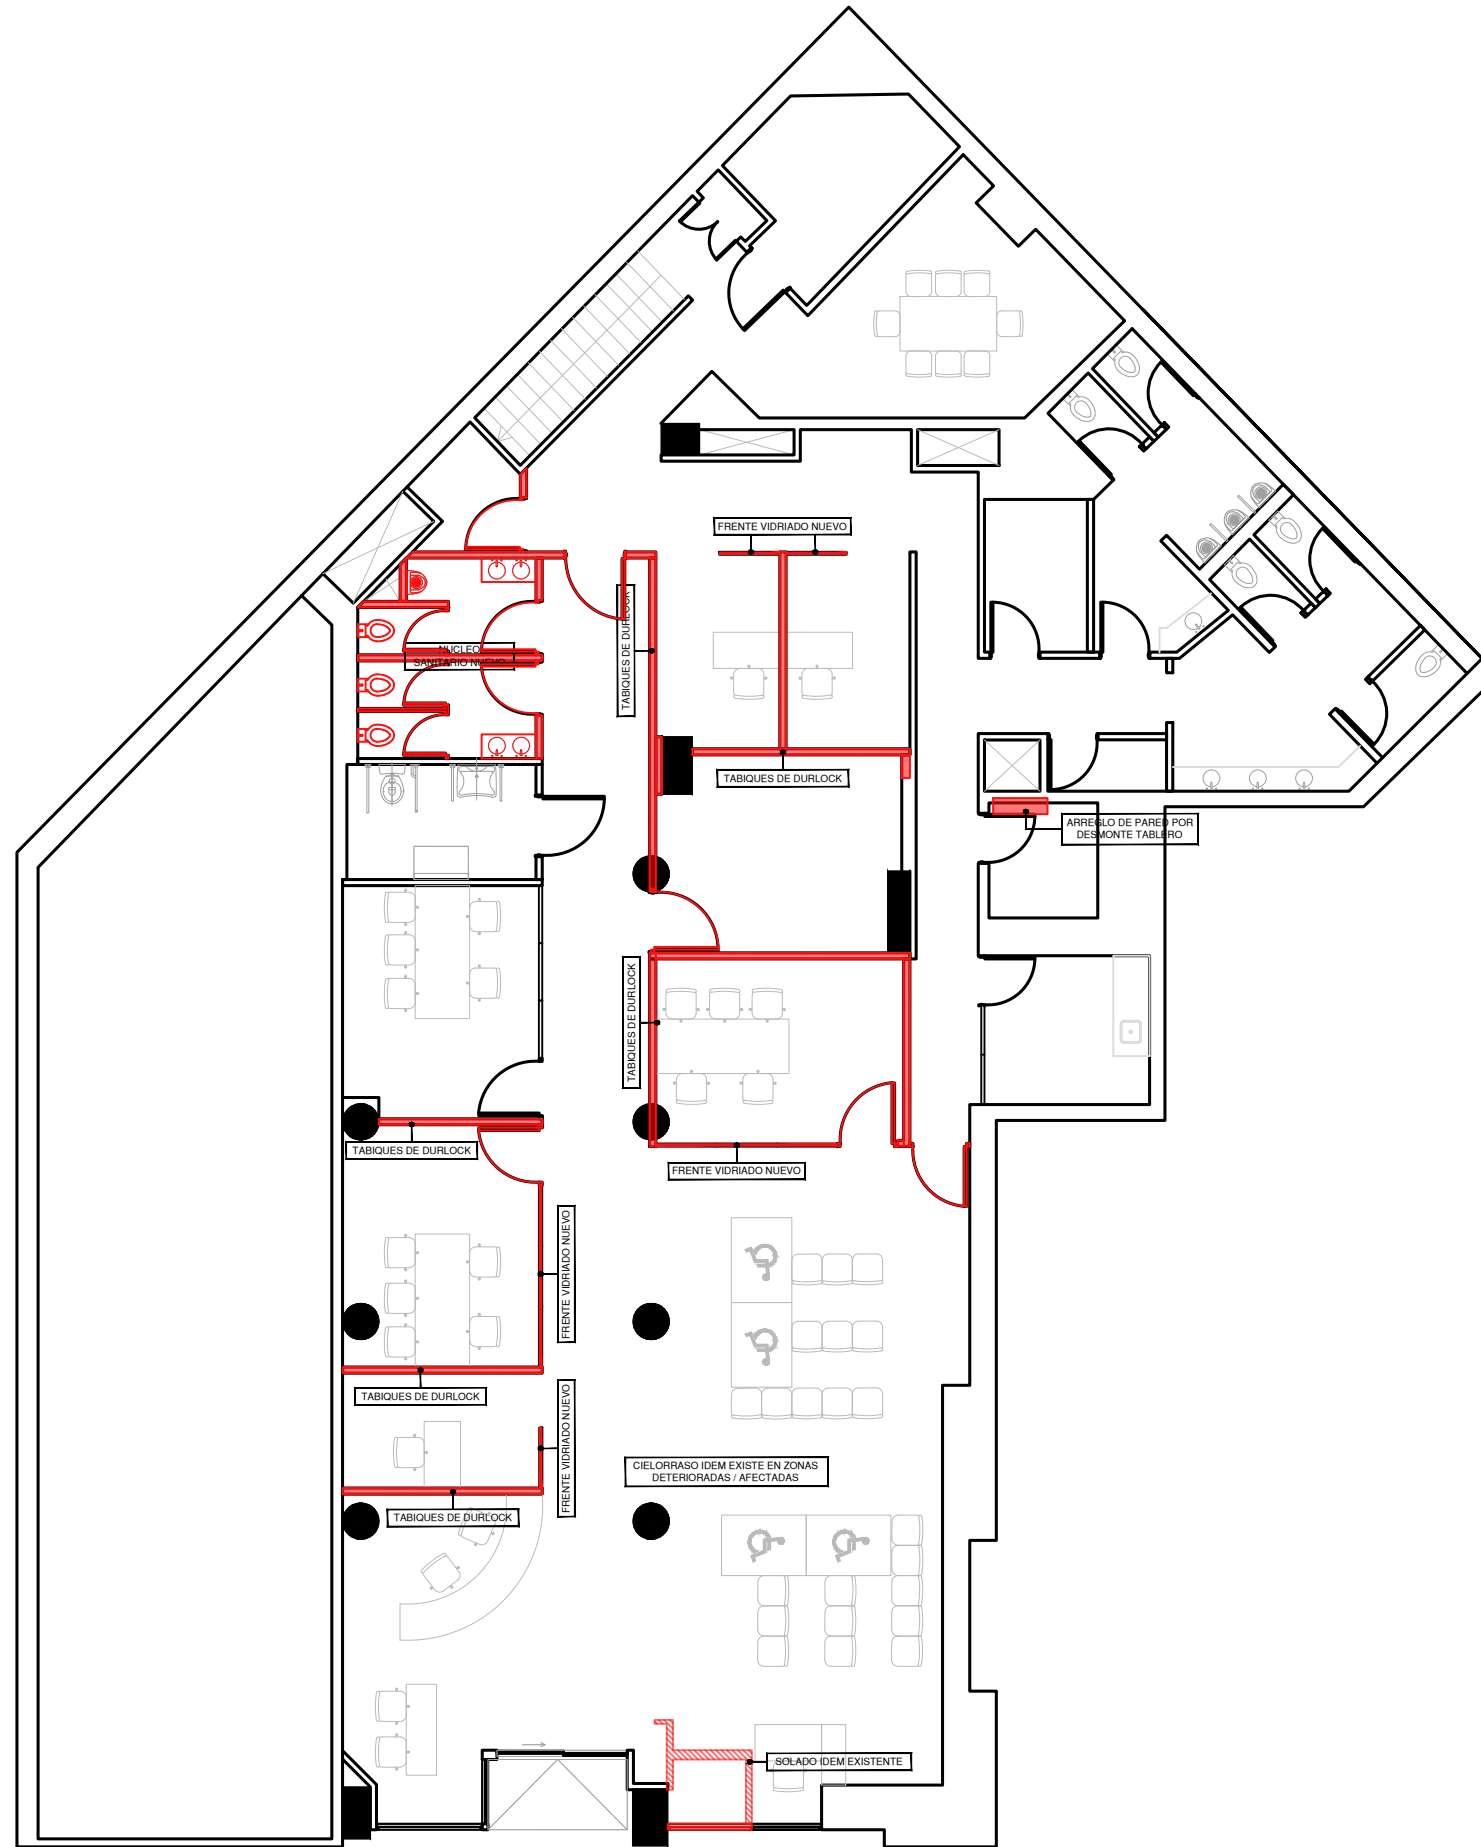 FRENTE VIDRIADO NUEVO
TABIQUES DE DURLOCK
NUCLEO
SANITARIO NUEVO
TABIQUES DE DURLOCK
ARREGLO DE PARED POR
DESMONTE TABLERO
TABIQUES DE DURLOCK
TABIQUES DE DURLOCK
FRENTE VIDRIADO NUEVO
FRENTE VIDRIADO NUEVO
TABIQUES DE DURLOCK
FRENTE VIDRIADO NUEVO
CIELORRASO IDEM EXISTE EN ZONAS
DETERIORADAS / AFECTADAS
TABIQUES DE DURLOCK
SOLADO IDEM EXISTENTE